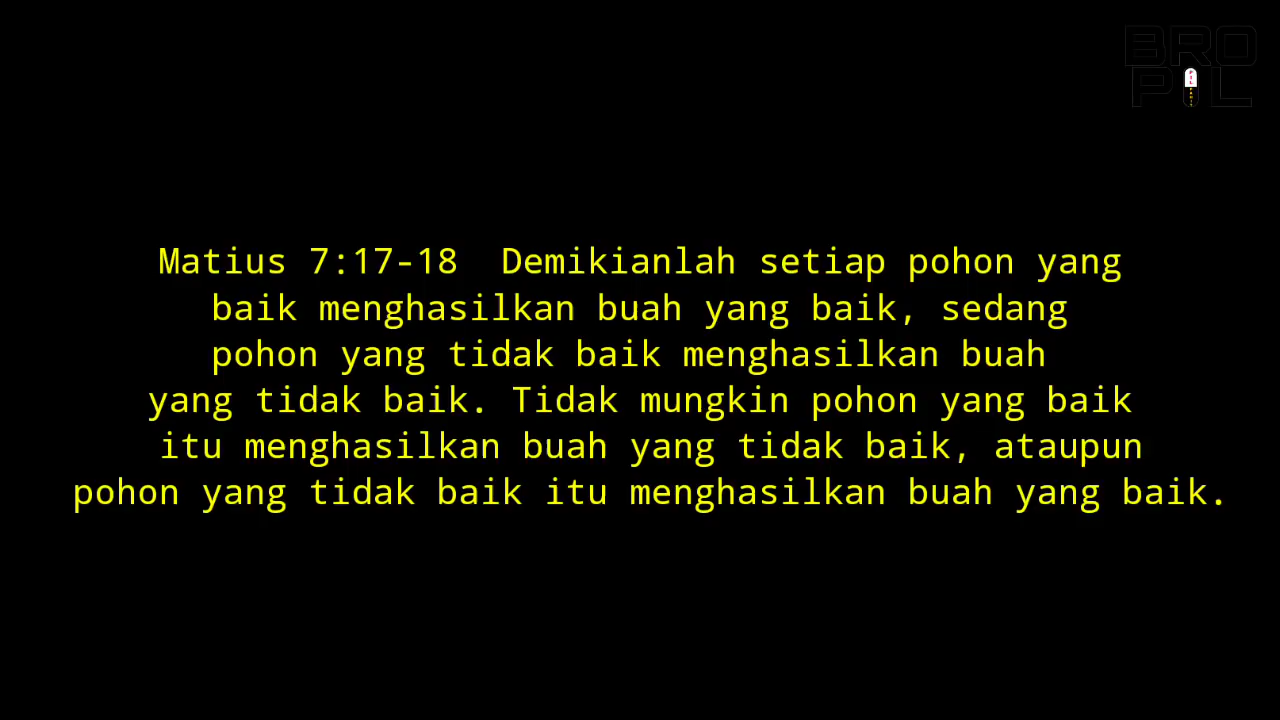 BRO
PIL
Matius 7:17-18  Demikianlah setiap pohon yang
baik menghasilkan buah yang baik, sedang
pohon yang tidak baik menghasilkan buah
yang tidak baik. Tidak mungkin pohon yang baik
itu menghasilkan buah yang tidak baik, ataupun
pohon yang tidak baik itu menghasilkan buah yang baik.